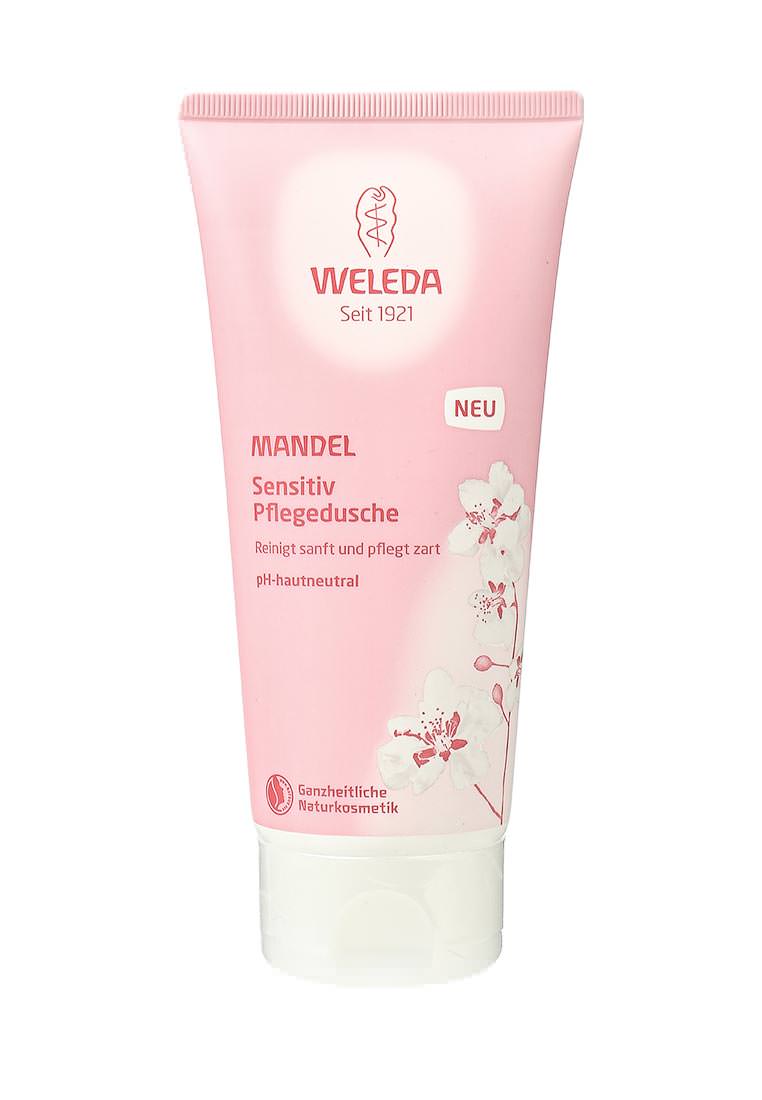 WELEDA
Seit 1921
NEU
MANDEL
Sensitiv
Pflegedusche
Reinigt sanft und pflegt zart
pH-hautneutral
Ganzheitliche
Naturkosmetik